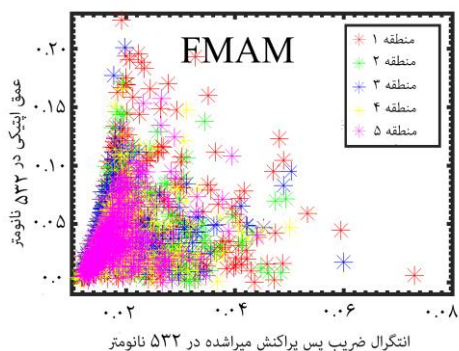 FMAM
منطقه ۱
منطقه ۲
منطقه ۳
منطقه ۴
منطقه ۵
۰.۲۰
۰.۱۵
۰.۱۰
۰.۰۵
۰.۰
عمق اپتیکی در ۵۳۲ نانومتر
۰.۰۲ ۰.۰۴ ۰.۰۶ ۰.۰۸
انتگرال ضریب پس پراکنش میراشده در ۵۳۲ نانومتر